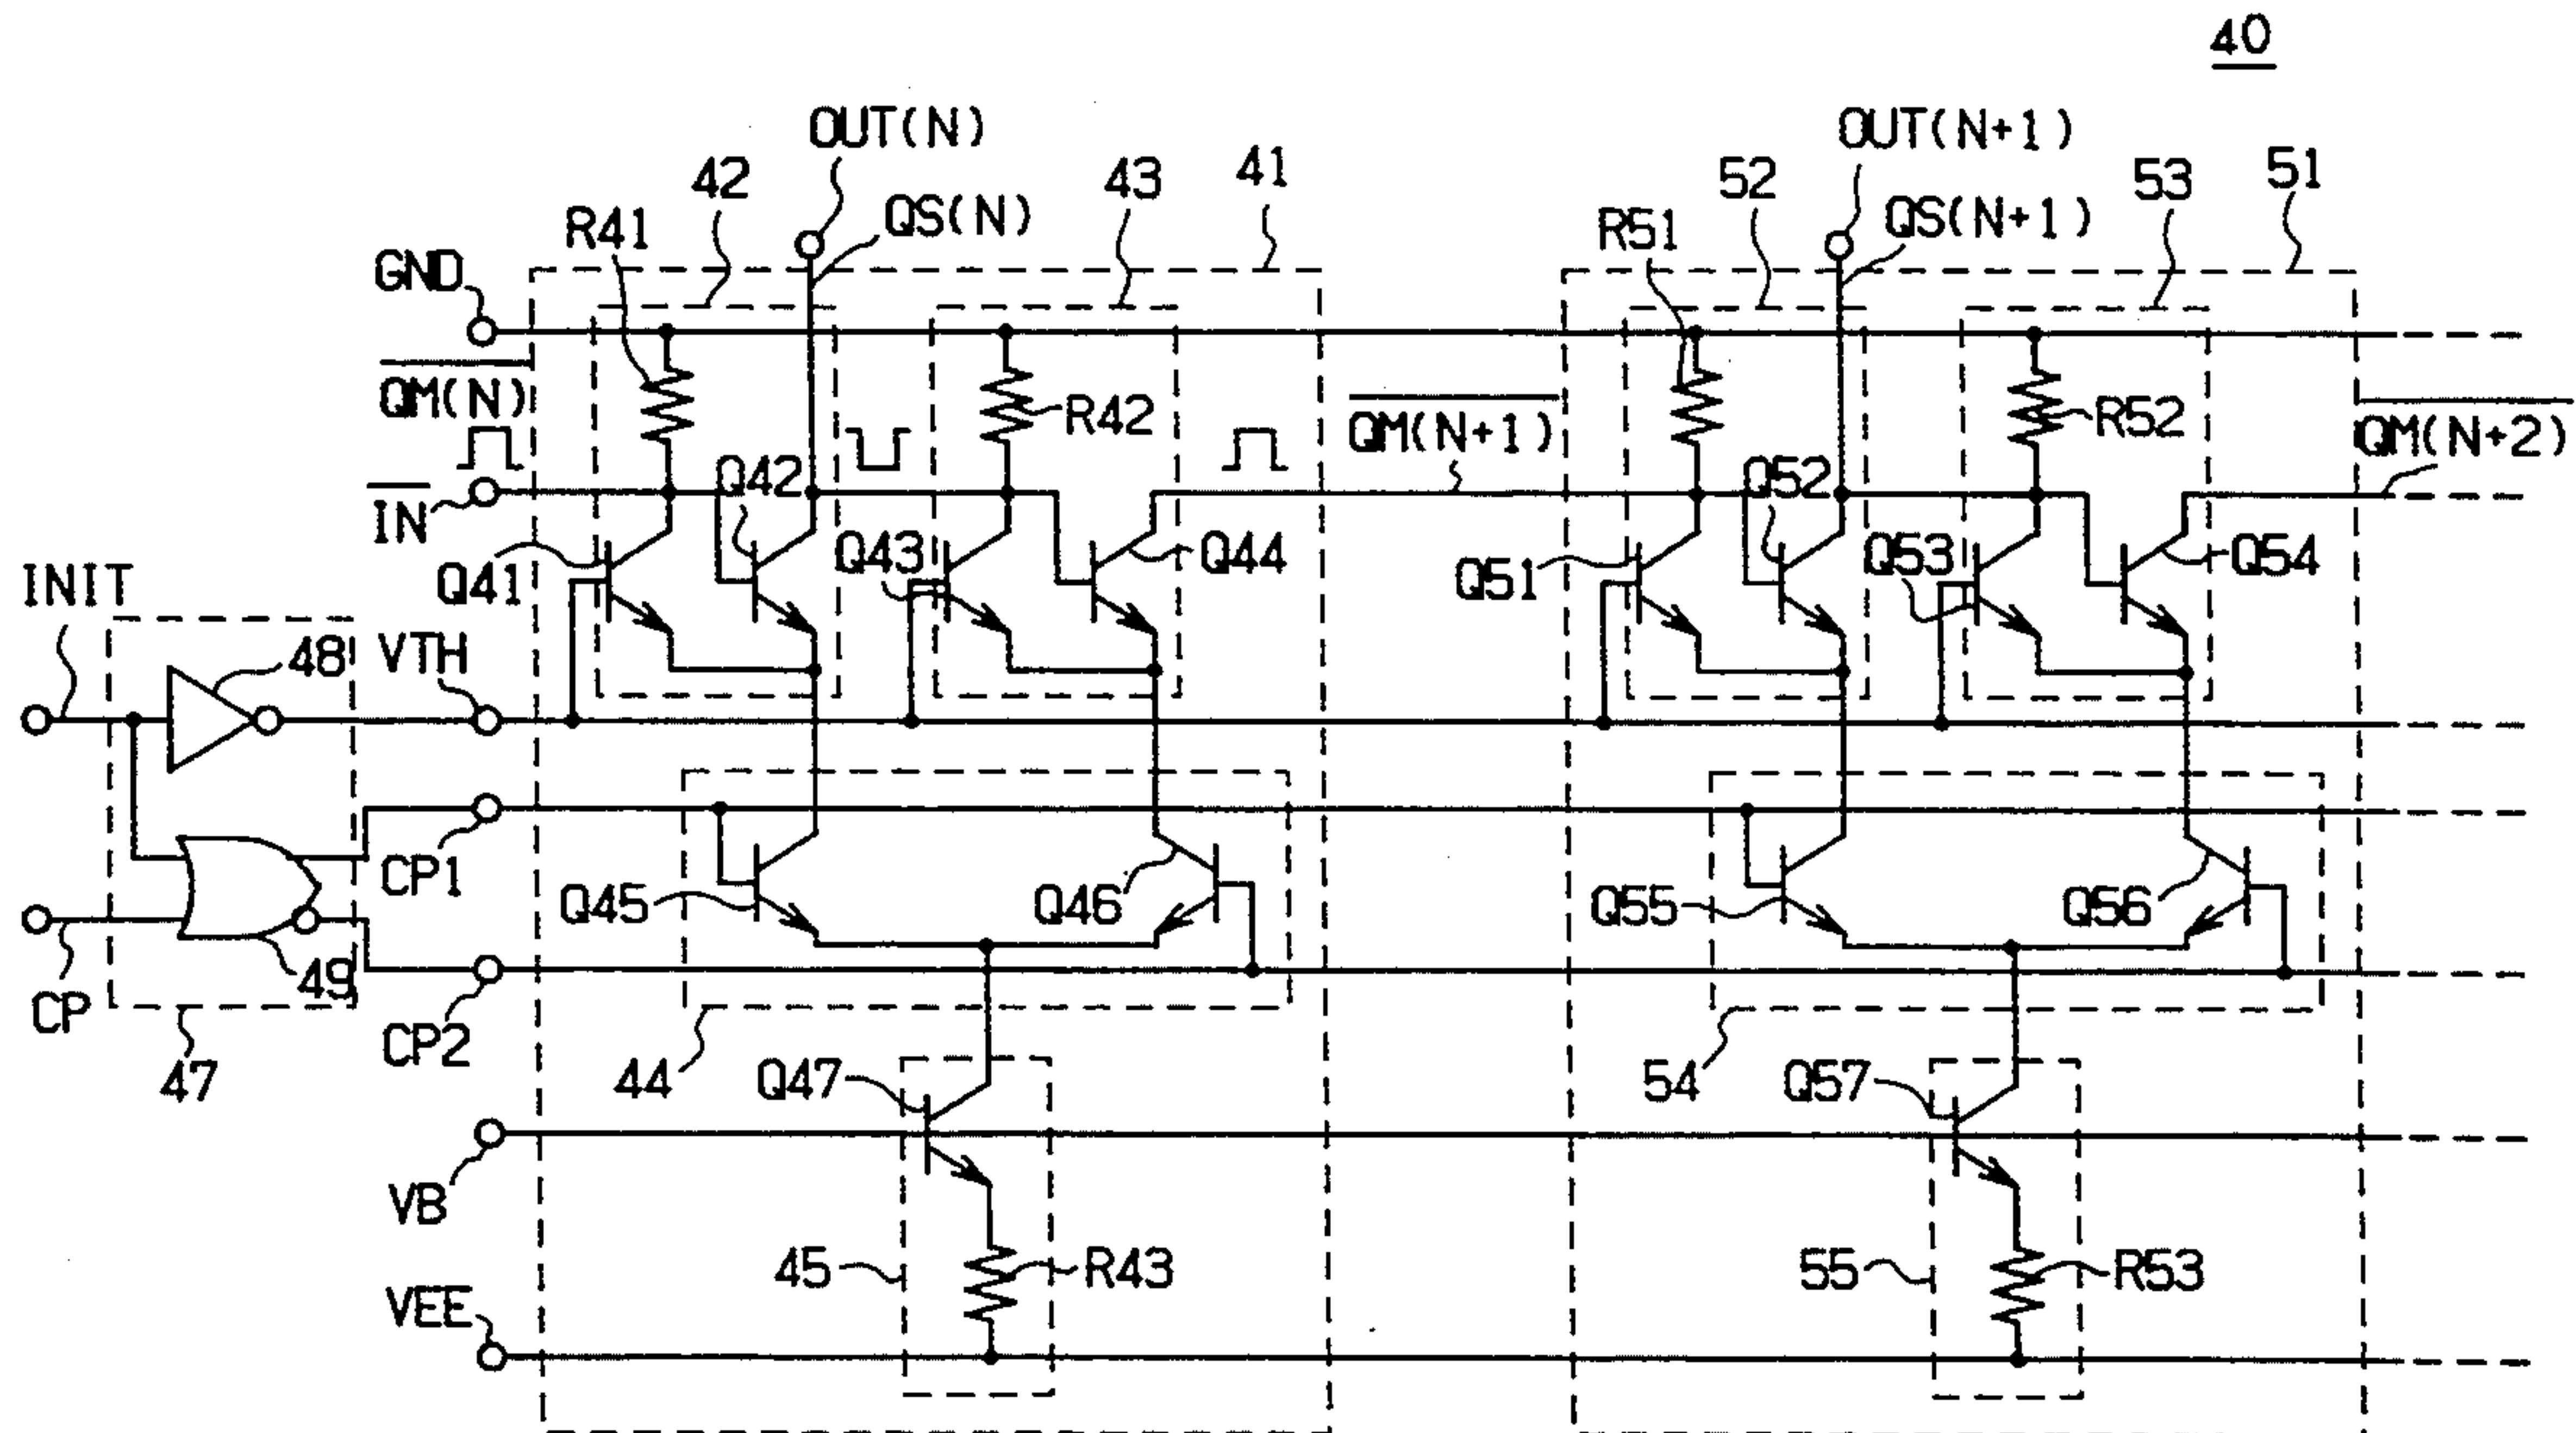 40
OUT(N)
OUT(N+1)
42
43
41
52
53
51
QS(N)
QS(N+1)
R41
R51
GND
QM(N)
R42
QM(N+1)
R52
QM(N+2)
IN
Q42
Q52
Q41
Q43
Q44
Q51
Q53
Q54
INIT
48
VTH
CP1
Q45
Q46
Q55
Q56
49
CP
CP2
47
44
Q47
54
Q57
VB
45
R43
55
R53
VEE